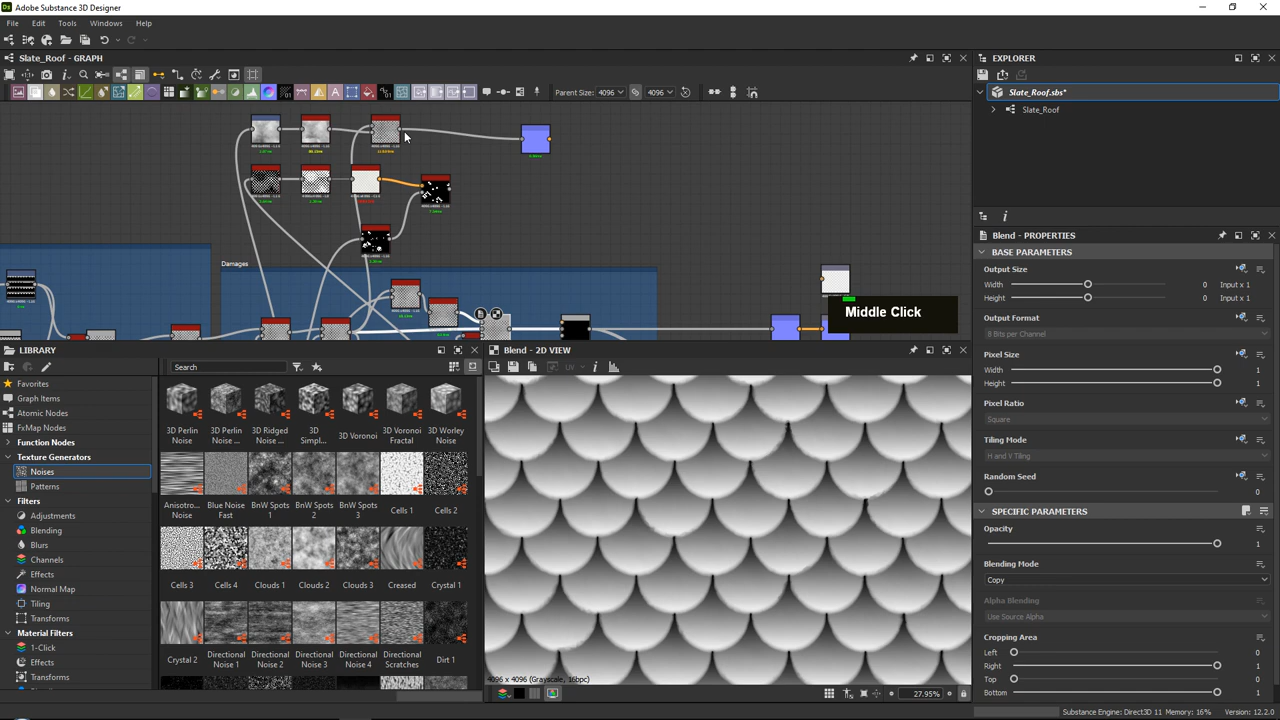 Adobe Substance 3D Designer
File Edit Tools Windows Help
Slate_Roof - GRAPH
Parent Size: 4096 4096
Damages
Middle Click
EXPLORER
Slate_Roof.sbs*
Slate_Roof
Blend - PROPERTIES
BASE PARAMETERS
Output Size
Width 0 Input x 1
Height 0 Input x 1
Output Format
8 Bits per Channel
Pixel Size
Width 1
Height 1
Pixel Ratio
Square
Tiling Mode
H and V Tiling
Random Seed
0
SPECIFIC PARAMETERS
Opacity
1
Blending Mode
Copy
Alpha Blending
Use Source Alpha
Cropping Area
Left 0
Right 1
Top 0
Bottom 1
LIBRARY
Search
Favorites
Graph Items
Atomic Nodes
FxMap Nodes
Function Nodes
Texture Generators
Noises
Patterns
Filters
Adjustments
Blending
Blurs
Channels
Effects
Normal Map
Tiling
Transforms
Material Filters
1-Click
Effects
Transforms
3D Perlin Noise
3D Perlin Noise ...
3D Ridged Noise ...
3D Simpl...
3D Voronoi
3D Voronoi Fractal
3D Worley Noise
Anisotro... Noise
Blue Noise Fast
BnW Spots 1
BnW Spots 2
BnW Spots 3
Cells 1
Cells 2
Cells 3
Cells 4
Clouds 1
Clouds 2
Clouds 3
Creased
Crystal 1
Crystal 2
Directional Noise 1
Directional Noise 2
Directional Noise 3
Directional Noise 4
Directional Scratches
Dirt 1
Blend - 2D VIEW
UV
4096 x 4096 (Grayscale, 16bpc)
27.95%
Substance Engine: Direct3D 11 Memory: 16% Version: 12.2.0